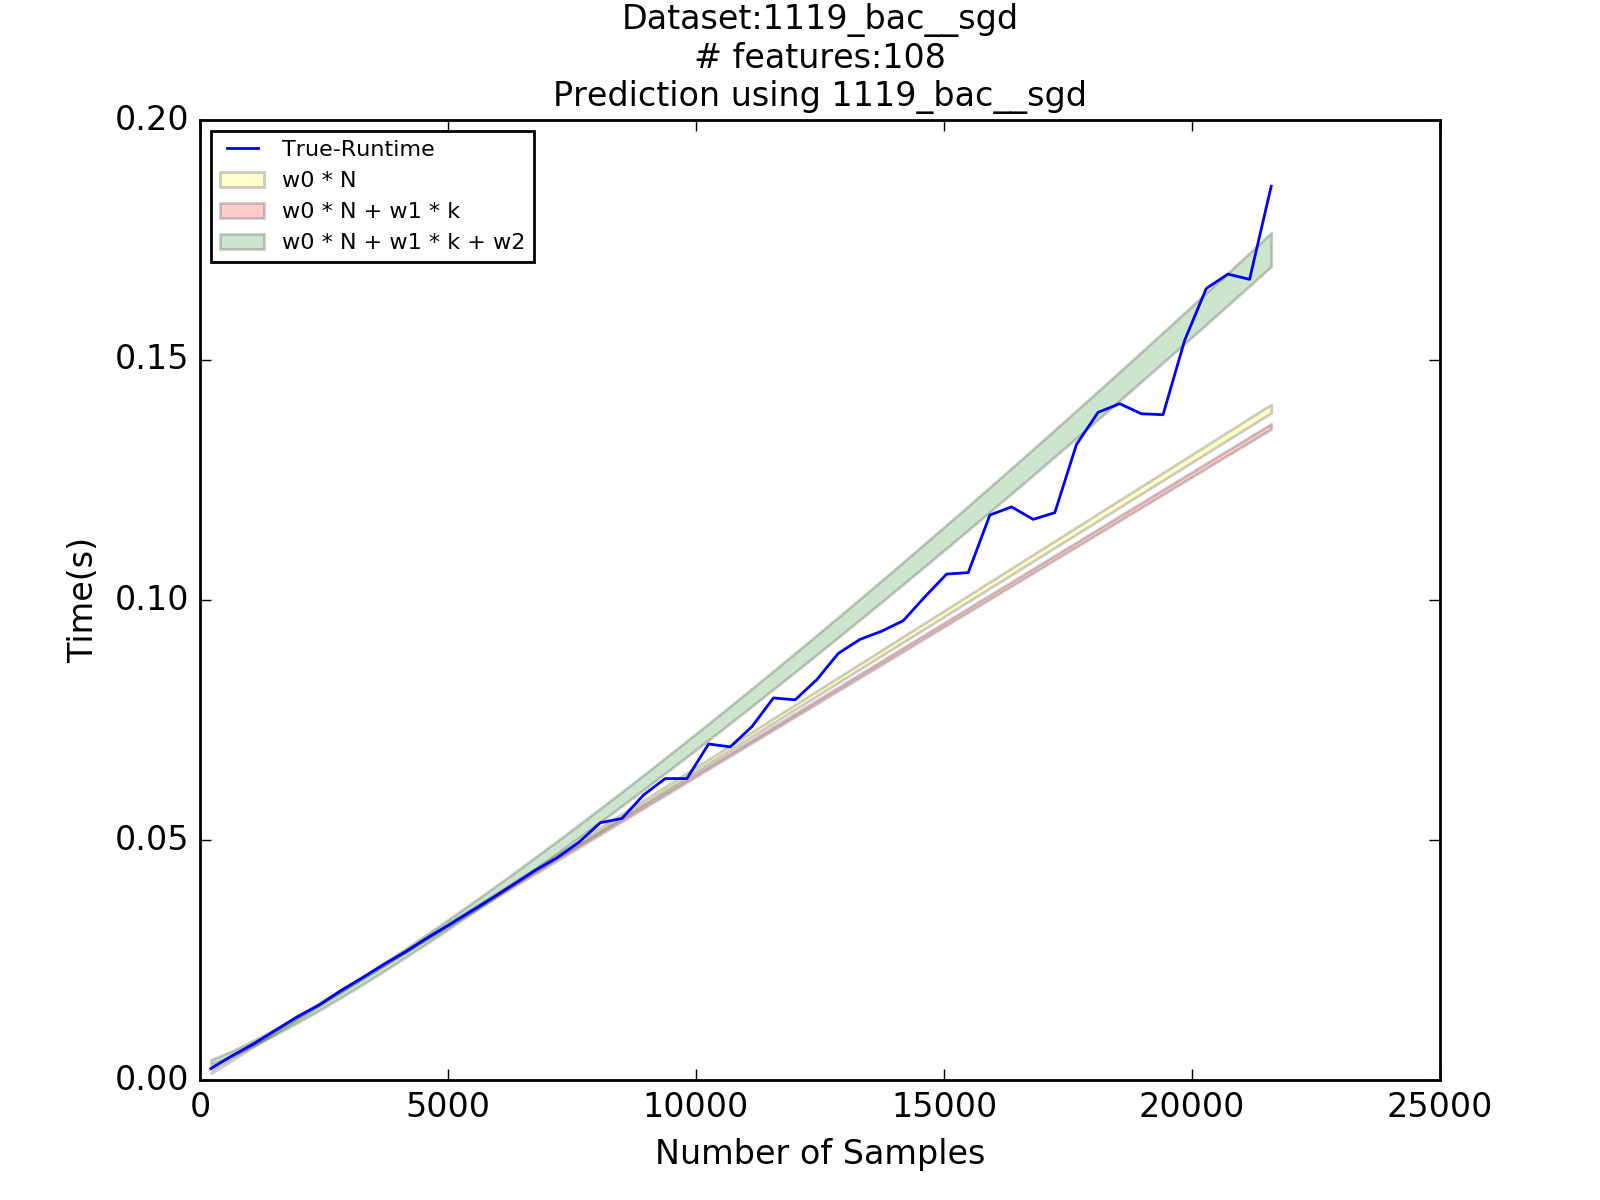 Dataset:1119_bac__sgd
# features:108
Prediction using 1119_bac__sgd
True-Runtime
w0 * N
w0 * N + w1 * k
w0 * N + w1 * k + w2
0.20
0.15
0.10
0.05
0.00
Time(s)
0 5000 10000 15000 20000 25000
Number of Samples